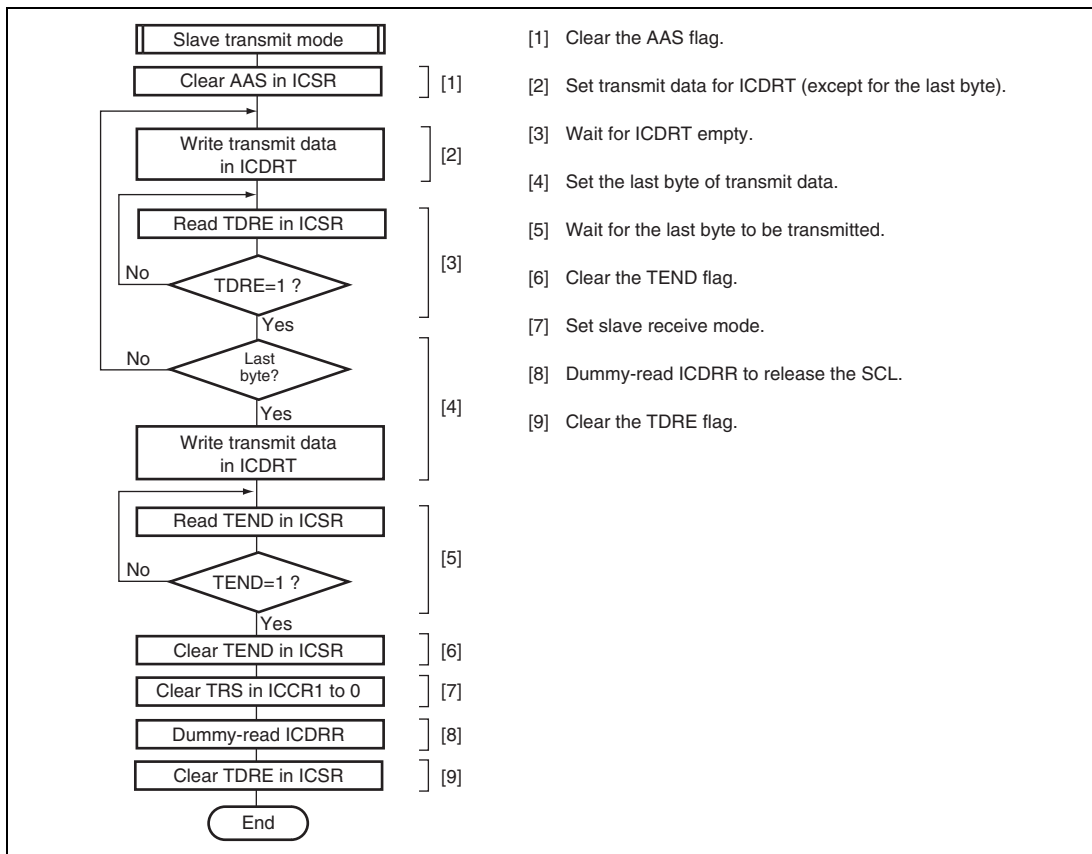 Slave transmit mode
Clear AAS in ICSR
[1]
Write transmit data
in ICDRT
[2]
Read TDRE in ICSR
No
TDRE=1 ?
[3]
Yes
No
Last
byte?
[4]
Yes
Write transmit data
in ICDRT
Read TEND in ICSR
No
TEND=1 ?
[5]
Yes
Clear TEND in ICSR
[6]
Clear TRS in ICCR1 to 0
[7]
Dummy-read ICDRR
[8]
Clear TDRE in ICSR
[9]
End
[1] Clear the AAS flag.
[2] Set transmit data for ICDRT (except for the last byte).
[3] Wait for ICDRT empty.
[4] Set the last byte of transmit data.
[5] Wait for the last byte to be transmitted.
[6] Clear the TEND flag.
[7] Set slave receive mode.
[8] Dummy-read ICDRR to release the SCL.
[9] Clear the TDRE flag.